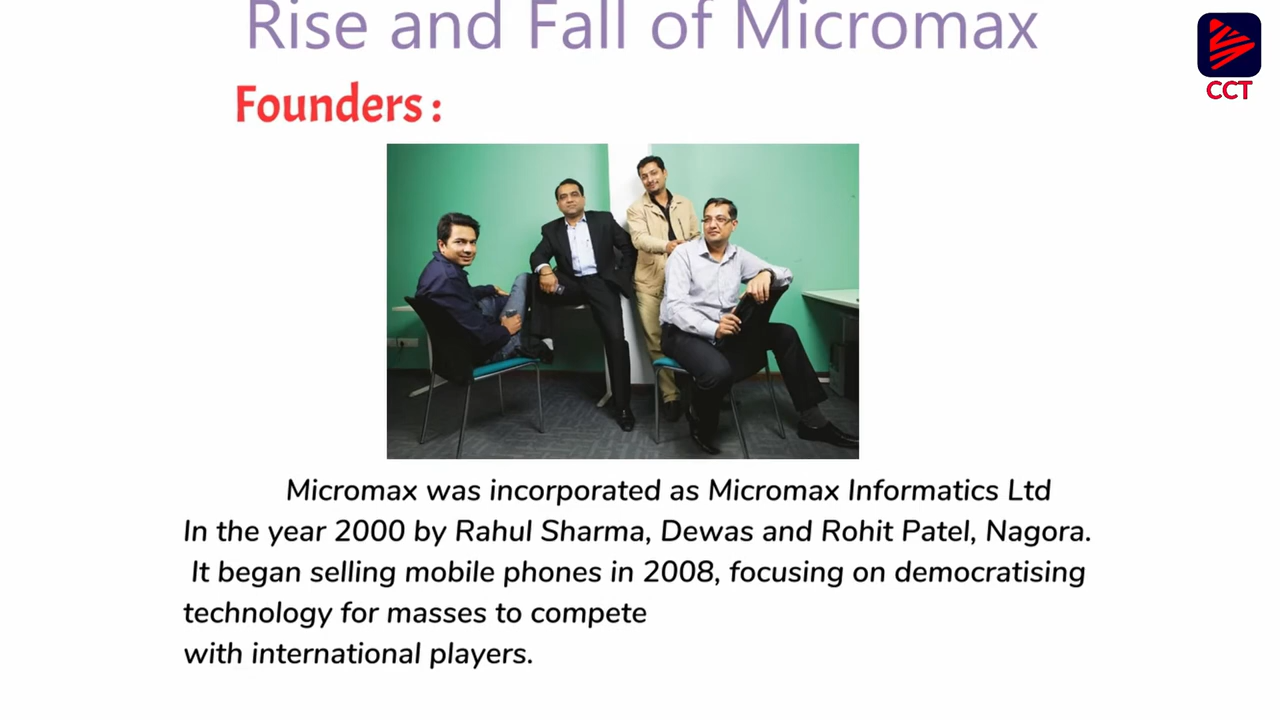 Rise and Fall of Micromax
CCT
Founders :
Micromax was incorporated as Micromax Informatics Ltd
In the year 2000 by Rahul Sharma, Dewas and Rohit Patel, Nagora.
It began selling mobile phones in 2008, focusing on democratising
technology for masses to compete
with international players.